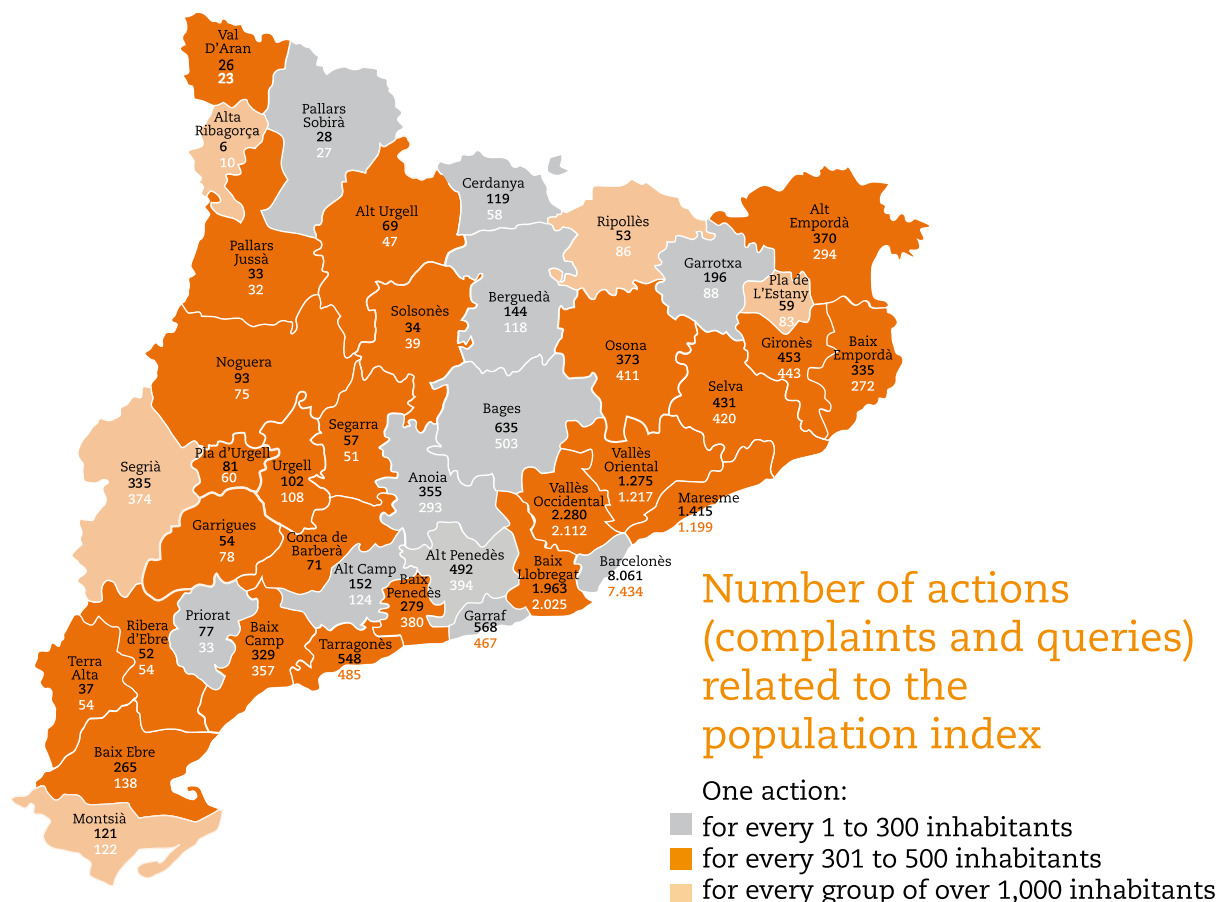 Val
D'Aran
26
23
Pallars
Sobirà
28
27
Alta
Ribagorça
6
10
Cerdanya
119
58
Alt Urgell
69
47
Ripollès
53
86
Alt
Empordà
370
294
Pallars
Jussà
33
32
Garrotxa
196
88
Pla de
L'Estany
59
83
Berguedà
144
118
Solsonès
34
39
Osona
373
411
Gironès
453
443
Baix
Empordà
335
272
Noguera
93
75
Selva
431
420
Bages
635
503
Segarra
57
51
Segrià
335
374
Pla d'Urgell
81
60
Urgell
102
108
Anoia
355
293
Vallès
Oriental
1.275
1.217
Vallès
Occidental
2.280
2.112
Maresme
1.415
1.199
Garrigues
54
78
Conca de
Barberà
71
Alt Camp
152
124
Alt Penedès
492
394
Baix
Llobregat
1.963
2.025
Barcelonès
8.061
7.434
Baix
Penedès
279
380
Garraf
568
467
Priorat
77
33
Ribera
d'Ebre
52
54
Baix
Camp
329
357
Tarragonès
548
485
Terra
Alta
37
54
Baix Ebre
265
138
Montsià
121
122
Number of actions
(complaints and queries)
related to the
population index
One action:
for every 1 to 300 inhabitants
for every 301 to 500 inhabitants
for every group of over 1,000 inhabitants